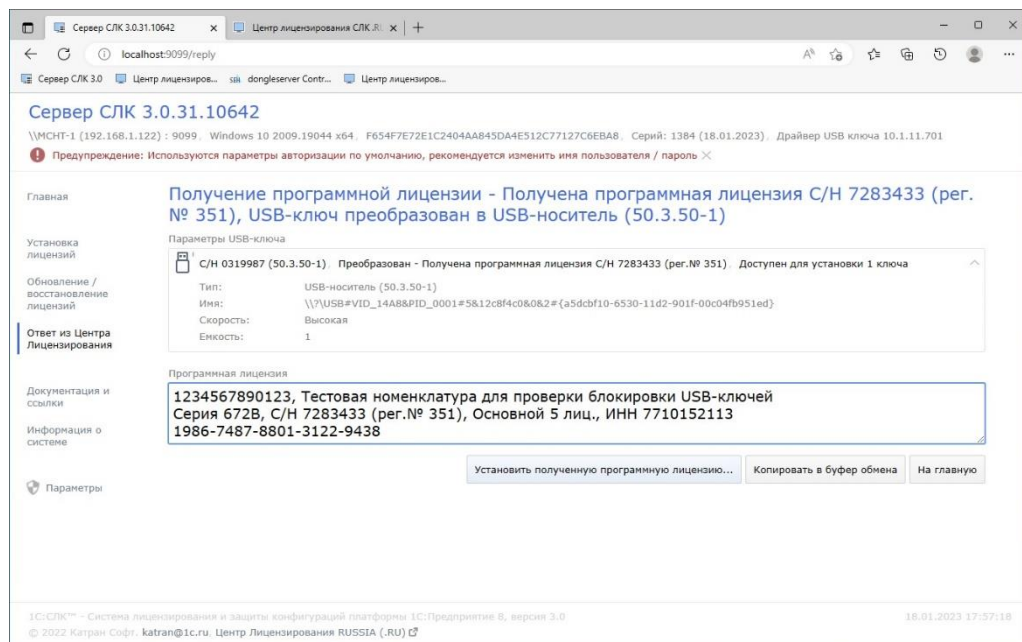 Сервер СЛК 3.0.31.10642
Центр лицензирования СЛК .RU
localhost:9099/reply
Сервер СЛК 3.0
Центр лицензиров...
dongleserver Contr...
Центр лицензиров...
Сервер СЛК 3.0.31.10642
\\MCHT-1 (192.168.1.122) : 9099, Windows 10 2009.19044 x64, F654F7E72E1C2404AA845DA4E512C77127C6EBA8, Серий: 1384 (18.01.2023), Драйвер USB ключа 10.1.11.701
Предупреждение: Используются параметры авторизации по умолчанию, рекомендуется изменить имя пользователя / пароль
Главная
Установка
лицензий
Обновление /
восстановление
лицензий
Ответ из Центра
Лицензирования
Документация и
ссылки
Информация о
системе
Параметры
Получение программной лицензии - Получена программная лицензия С/Н 7283433 (рег.
№ 351), USB-ключ преобразован в USB-носитель (50.3.50-1)
Параметры USB-ключа
С/Н 0319987 (50.3.50-1), Преобразован - Получена программная лицензия С/Н 7283433 (рег.№ 351), Доступен для установки 1 ключа
Тип: USB-носитель (50.3.50-1)
Имя: \\?\USB#VID_14A8&PID_0001#5&12c8f4c0&0&2#{a5dcbf10-6530-11d2-901f-00c04fb951ed}
Скорость: Высокая
Емкость: 1
Программная лицензия
1234567890123, Тестовая номенклатура для проверки блокировки USB-ключей
Серия 672B, С/Н 7283433 (рег.№ 351), Основной 5 лиц., ИНН 7710152113
1986-7487-8801-3122-9438
Установить полученную программную лицензию...
Копировать в буфер обмена
На главную
1С:СЛК™ - Система лицензирования и защиты конфигураций платформы 1С:Предприятие 8, версия 3.0
18.01.2023 17:57:18
© 2022 Катран Софт, katran@1c.ru, Центр Лицензирования RUSSIA (.RU)